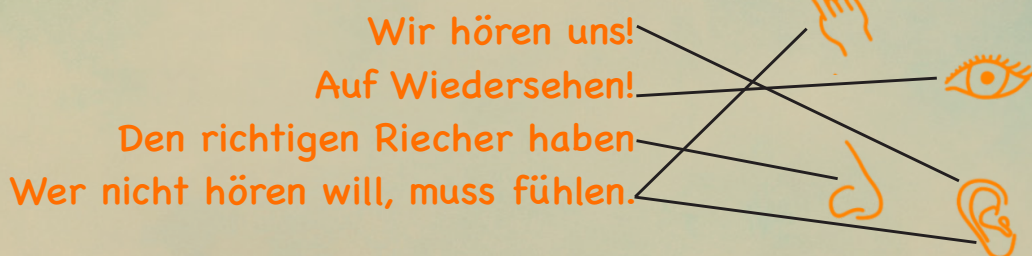 Wir hören uns!
Auf Wiedersehen!
Den richtigen Riecher haben
Wer nicht hören will, muss fühlen.